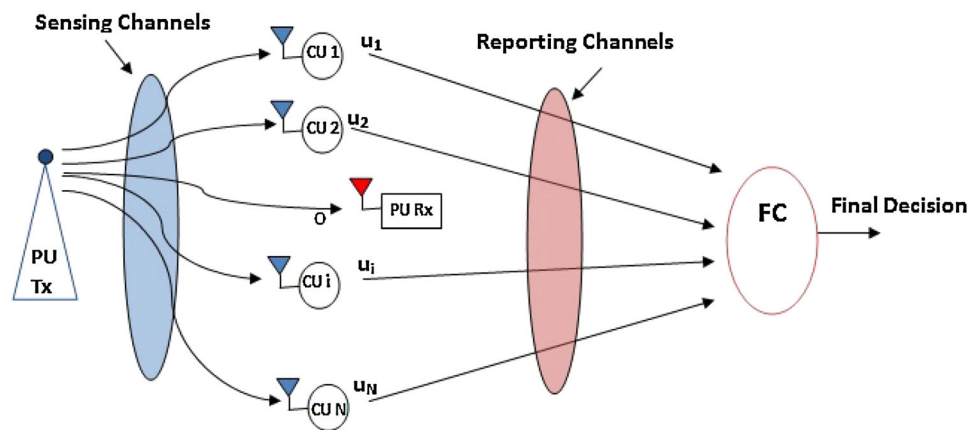 Sensing Channels
CU 1
u1
Reporting Channels
CU 2
u2
O
PU Rx
FC
Final Decision
PU
Tx
CU i
ui
CU N
uN